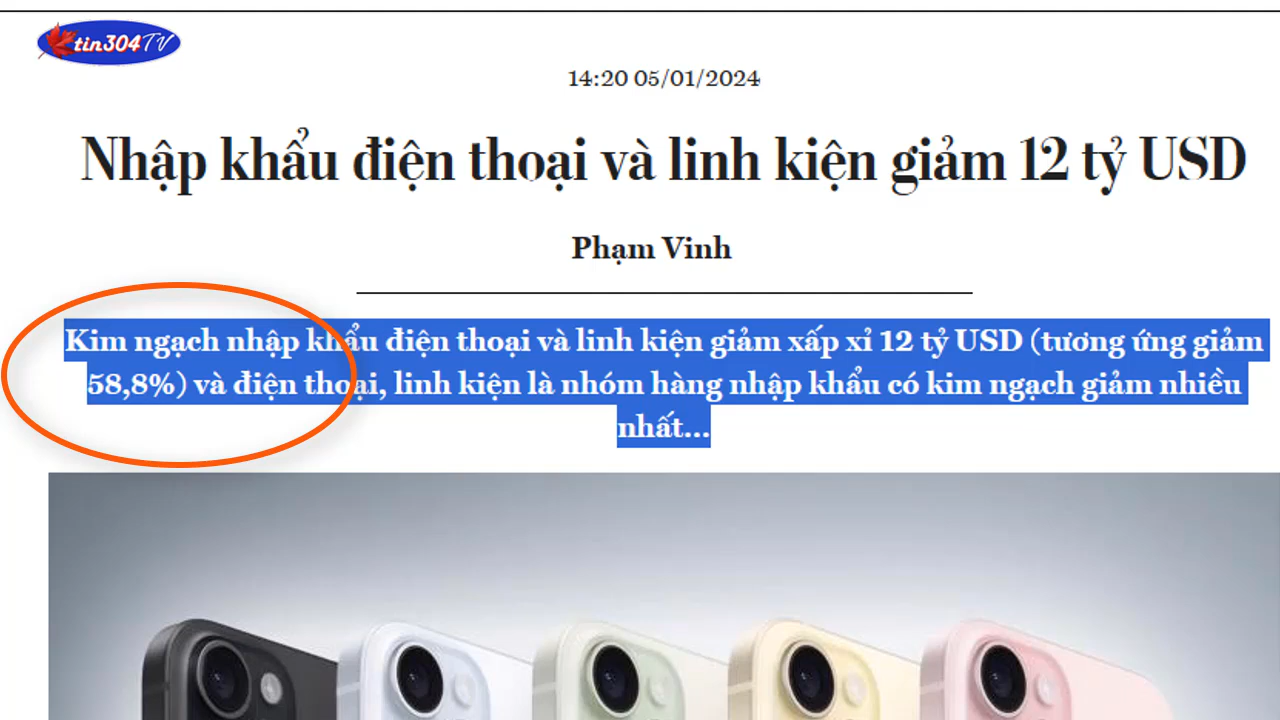 tin304TV
14:20 05/01/2024
Nhập khẩu điện thoại và linh kiện giảm 12 tỷ USD
Phạm Vinh
Kim ngạch nhập khẩu điện thoại và linh kiện giảm xấp xỉ 12 tỷ USD (tương ứng giảm
58,8%) và điện thoại, linh kiện là nhóm hàng nhập khẩu có kim ngạch giảm nhiều
nhất...